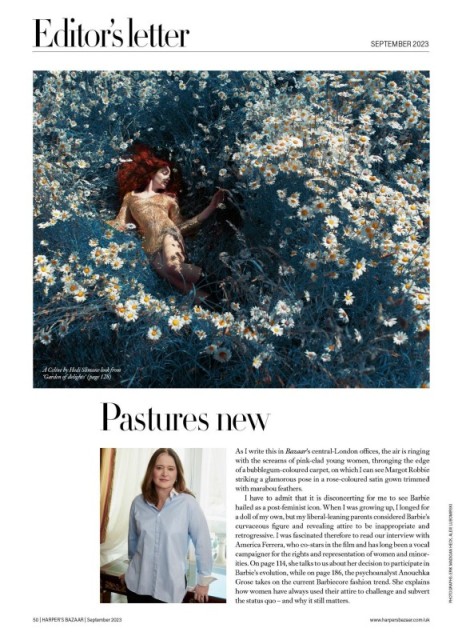 Editor's letter
SEPTEMBER 2023
A Celine by Hedi Slimane look from
'Garden of delights' (page 126)
Pastures new
As I write this in Bazaar's central-London offices, the air is ringing
with the screams of pink-clad young women, thronging the edge
of a bubblegum-coloured carpet, on which I can see Margot Robbie
striking a glamorous pose in a rose-coloured satin gown trimmed
with marabou feathers.
I have to admit that it is disconcerting for me to see Barbie
hailed as a post-feminist icon. When I was growing up, I longed for
a doll of my own, but my liberal-leaning parents considered Barbie's
curvaceous figure and revealing attire to be inappropriate and
retrogressive. I was fascinated therefore to read our interview with
America Ferrera, who co-stars in the film and has long been a vocal
campaigner for the rights and representation of women and minor-
ities. On page 114, she talks to us about her decision to participate in
Barbie's evolution, while on page 186, the psychoanalyst Anouchka
Grose takes on the current Barbiecore fashion trend. She explains
how women have always used their attire to challenge and subvert
the status quo – and why it still matters.
PHOTOGRAPHS:
| HARPER'S BAZAAR | September 2023
www.harpersbazaar.com/uk